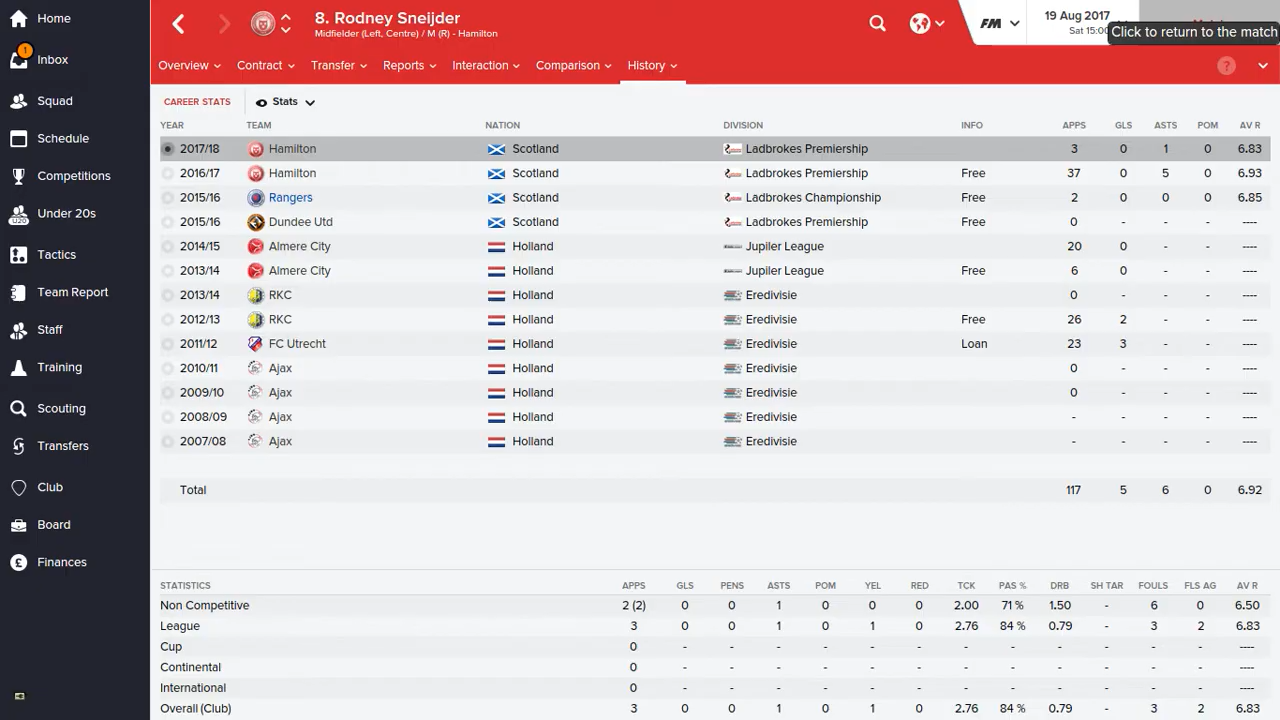 Home
Inbox
1
Squad
Schedule
Competitions
Under 20s
Tactics
Team Report
Staff
Training
Scouting
Transfers
Club
Board
Finances
8. Rodney Sneijder
Midfielder (Left, Centre) / M (R) - Hamilton
FM
19 Aug 2017
Sat 15:00
Click to return to the match
Overview Contract Transfer Reports Interaction Comparison History ?
CAREER STATS Stats
YEAR TEAM NATION DIVISION INFO APPS GLS ASTS POM AV R
2017/18 Hamilton Scotland Ladbrokes Premiership 3 0 1 0 6.83
2016/17 Hamilton Scotland Ladbrokes Premiership Free 37 0 5 0 6.93
2015/16 Rangers Scotland Ladbrokes Championship Free 2 0 0 0 6.85
2015/16 Dundee Utd Scotland Ladbrokes Premiership Free 0 - - - ----
2014/15 Almere City Holland Jupiler League 20 0 - - ----
2013/14 Almere City Holland Jupiler League Free 6 0 - - ----
2013/14 RKC Holland Eredivisie 0 - - - ----
2012/13 RKC Holland Eredivisie Free 26 2 - - ----
2011/12 FC Utrecht Holland Eredivisie Loan 23 3 - - ----
2010/11 Ajax Holland Eredivisie 0 - - - ----
2009/10 Ajax Holland Eredivisie 0 - - - ----
2008/09 Ajax Holland Eredivisie - - - - ----
2007/08 Ajax Holland Eredivisie - - - - ----
Total 117 5 6 0 6.92
STATISTICS APPS GLS PENS ASTS POM YEL RED TCK PAS % DRB SH TAR FOULS FLS AG AV R
Non Competitive 2 (2) 0 0 1 0 0 0 2.00 71 % 1.50 - 6 0 6.50
League 3 0 0 1 0 1 0 2.76 84 % 0.79 - 3 2 6.83
Cup 0 - - - - - - - - - - - - ----
Continental 0 - - - - - - - - - - - - ----
International 0 - - - - - - - - - - - - ----
Overall (Club) 3 0 0 1 0 1 0 2.76 84 % 0.79 - 3 2 6.83